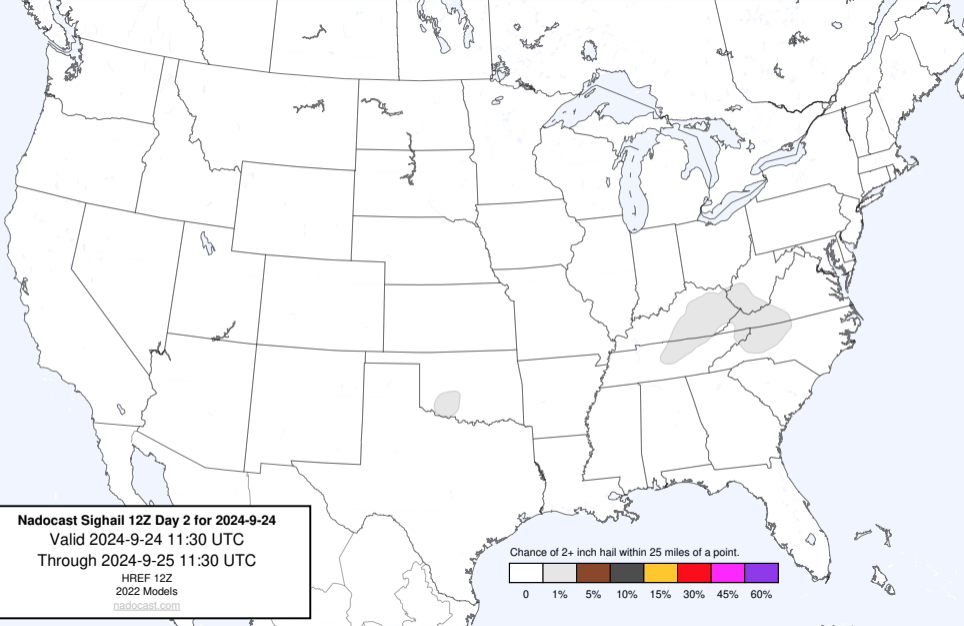 Nadocast Sighail 12Z Day 2 for 2024-9-24
Valid 2024-9-24 11:30 UTC
Through 2024-9-25 11:30 UTC
HREF 12Z
2022 Models
nadocast.com
Chance of 2+ inch hail within 25 miles of a point.
0 1% 5% 10% 15% 30% 45% 60%